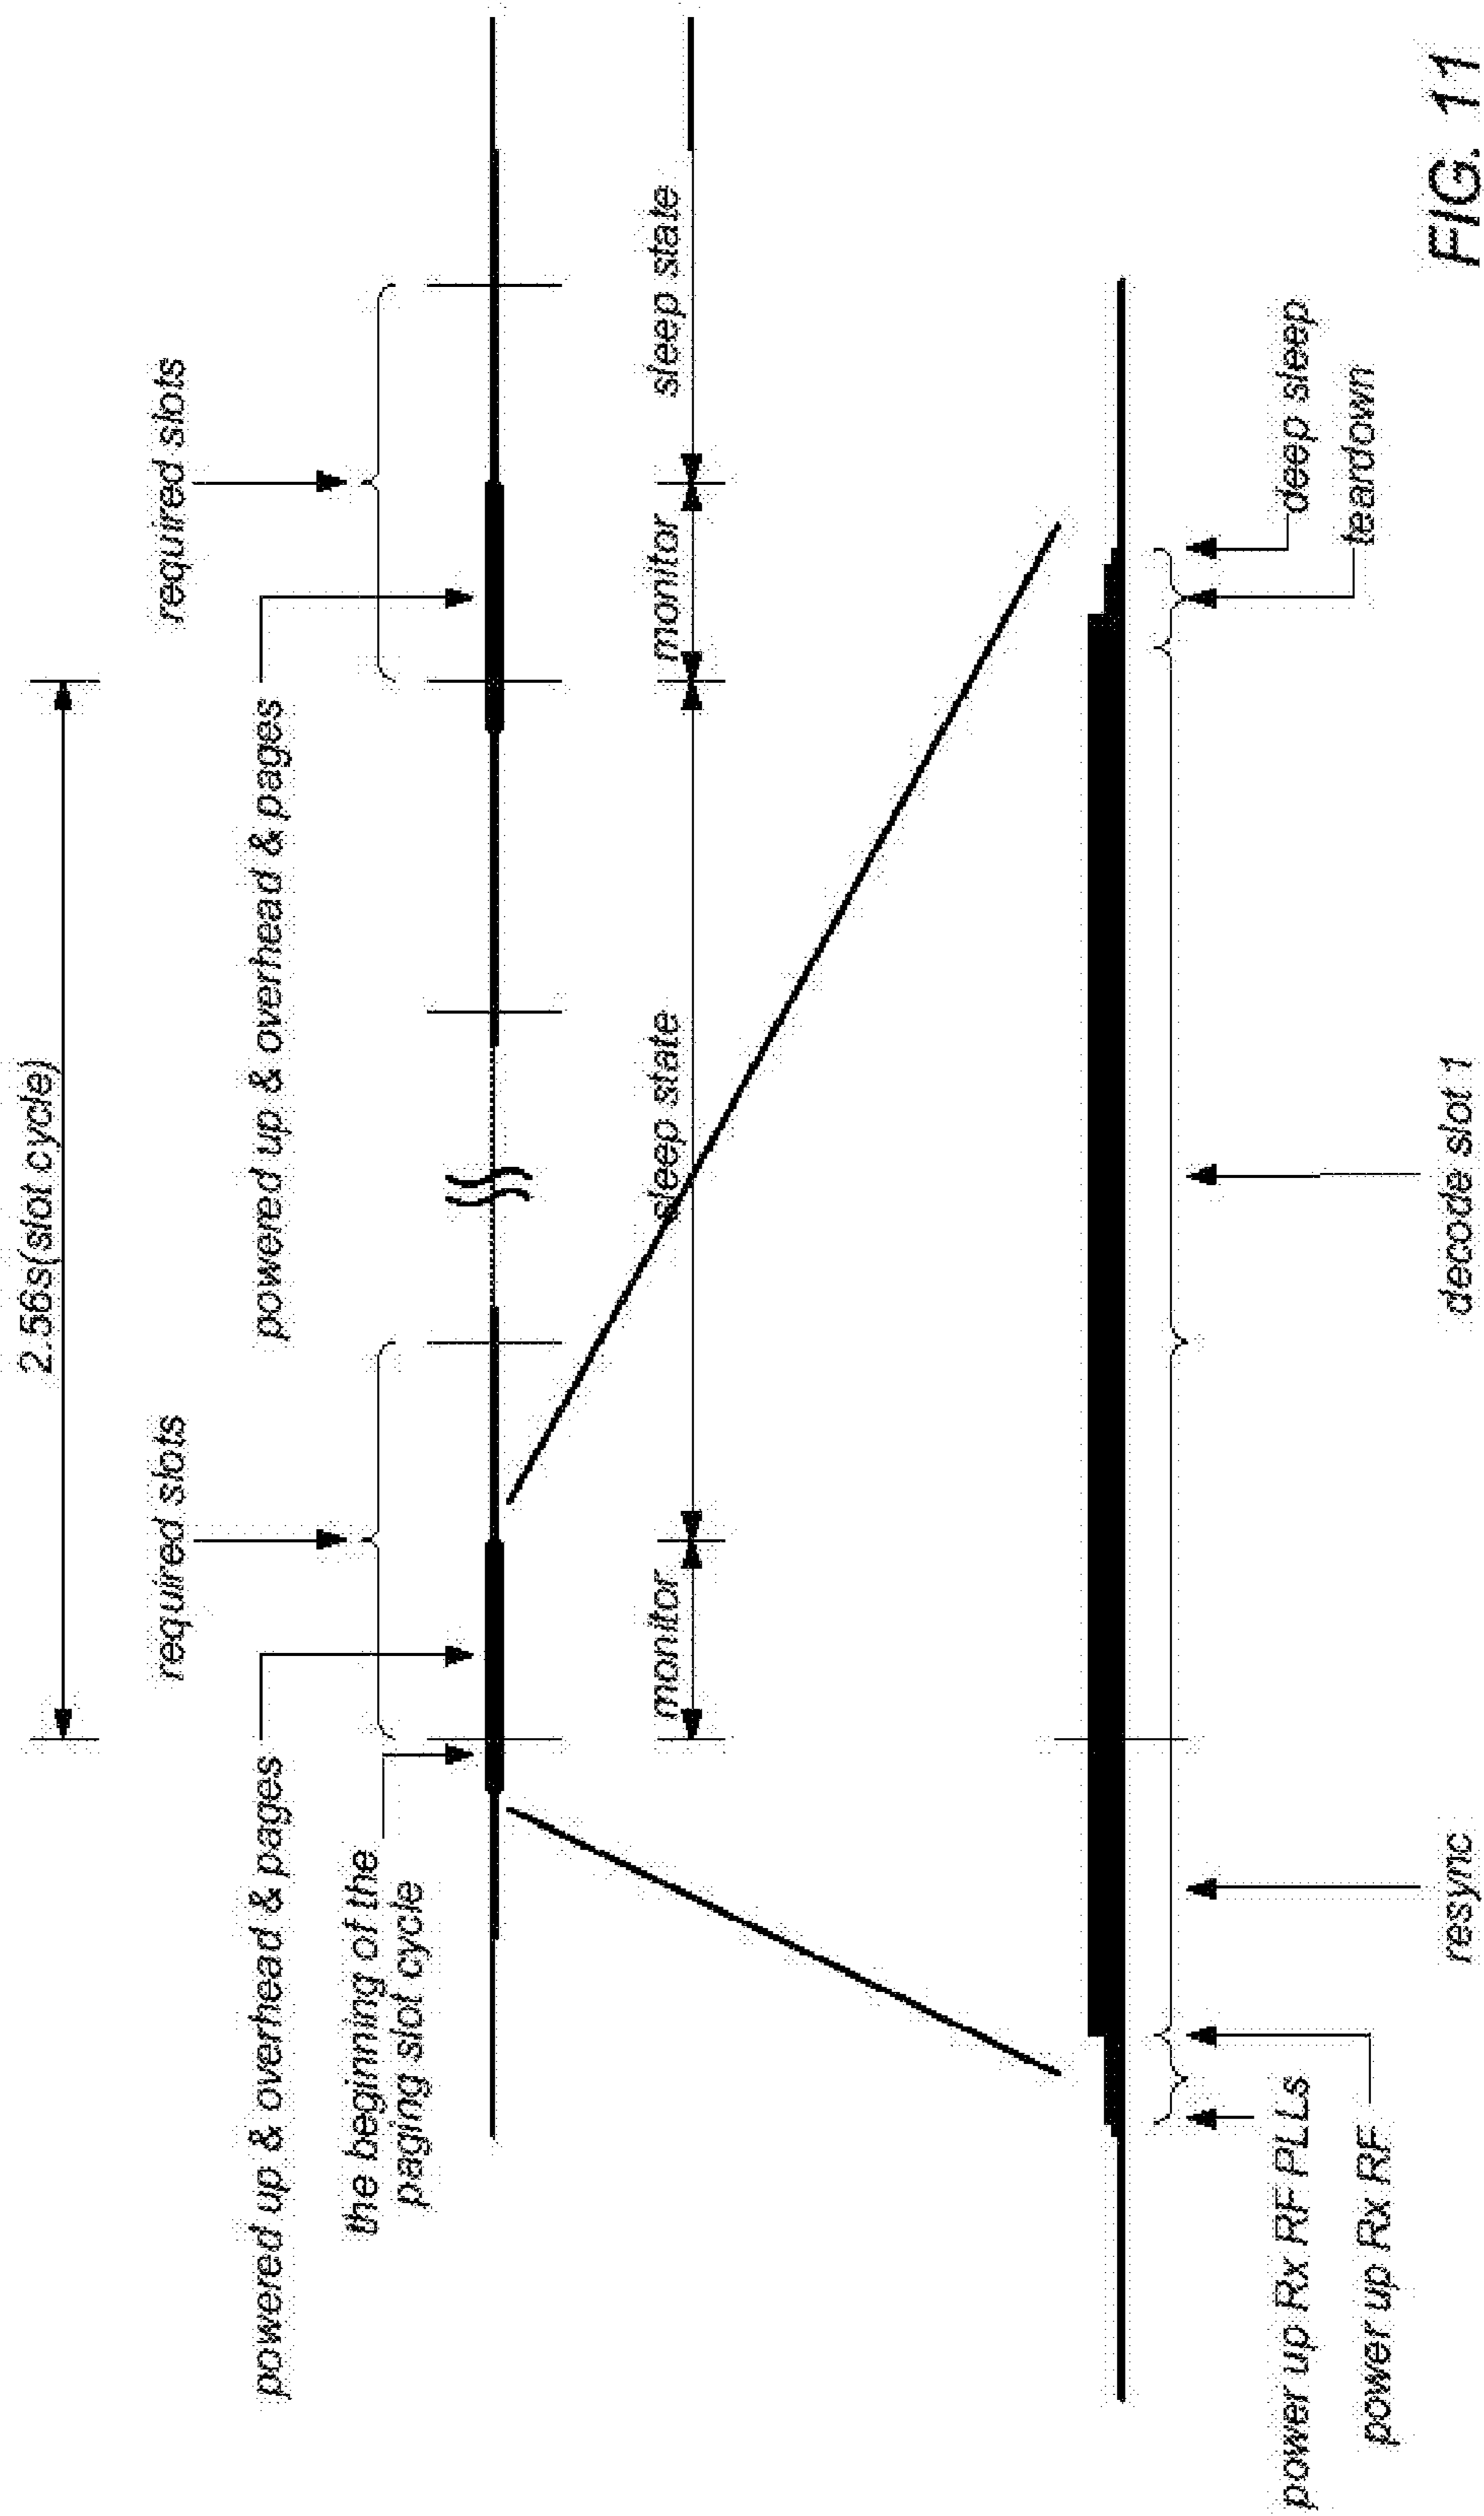 2.56s(slot cycle)
required slots
required slots
powered up & overhead & pages
powered up & overhead & pages
the beginning of the
paging slot cycle
monitor
sleep state
monitor
sleep state
power up Rx RF PLLs
power up Rx RF
resync
decode slot 1
deep sleep
teardown
FIG. 11